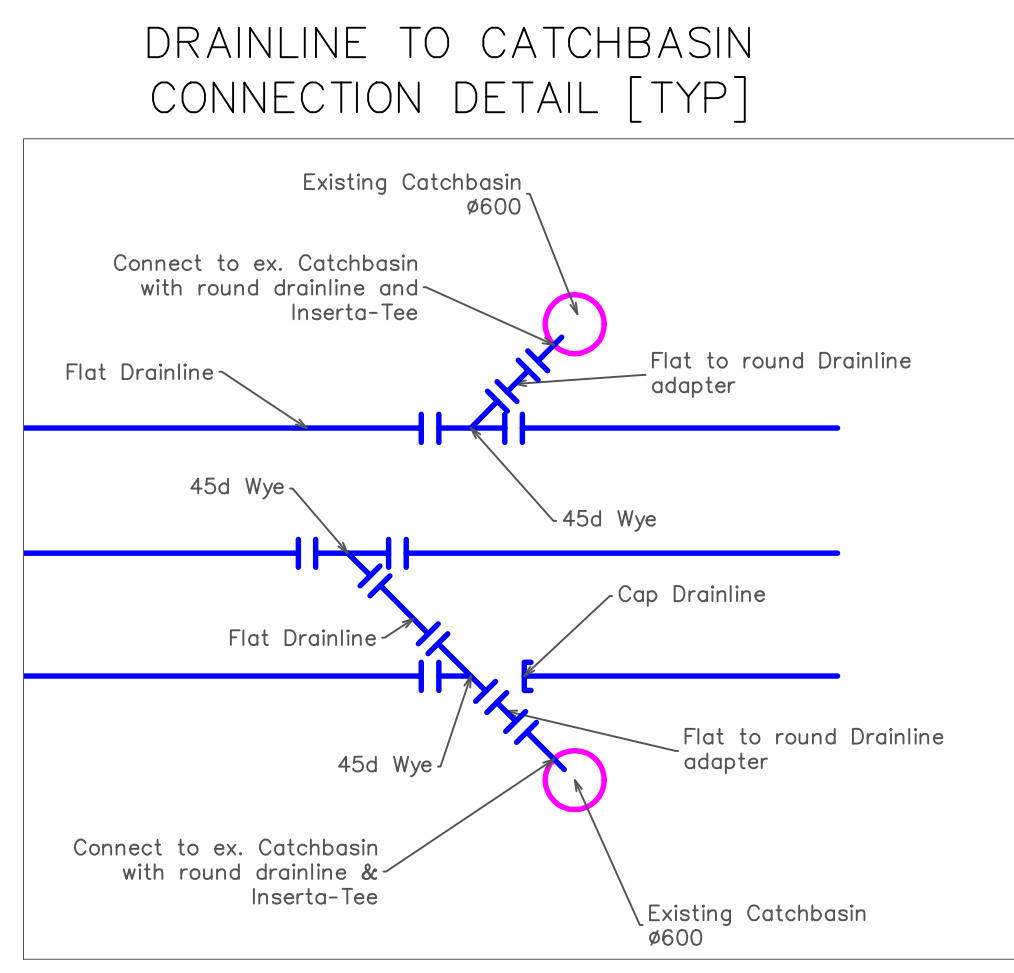 DRAINLINE TO CATCHBASIN
CONNECTION DETAIL [TYP]
Existing Catchbasin
ø600
Connect to ex. Catchbasin
with round drainline and
Inserta-Tee
Flat to round Drainline
adapter
Flat Drainline
45d Wye
45d Wye
Cap Drainline
Flat Drainline
Flat to round Drainline
adapter
45d Wye
Connect to ex. Catchbasin
with round drainline &
Inserta-Tee
Existing Catchbasin
ø600